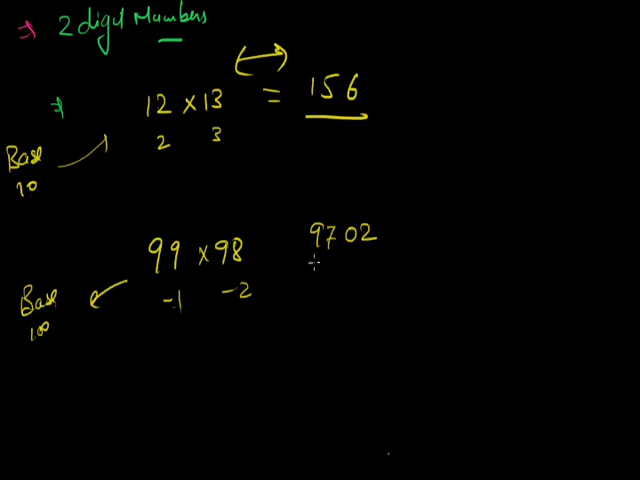 ⇒ 2 digit Numbers
⇒ 12 × 13 = 156
2 3
Base
10
99 × 98 9702
-1 -2
Base
100